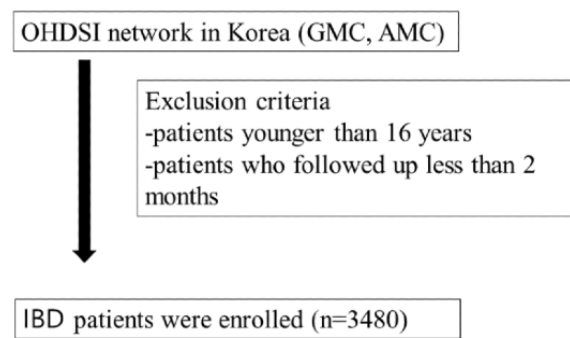 OHDSI network in Korea (GMC, AMC)
Exclusion criteria
-patients younger than 16 years
-patients who followed up less than 2
months
IBD patients were enrolled (n=3480)